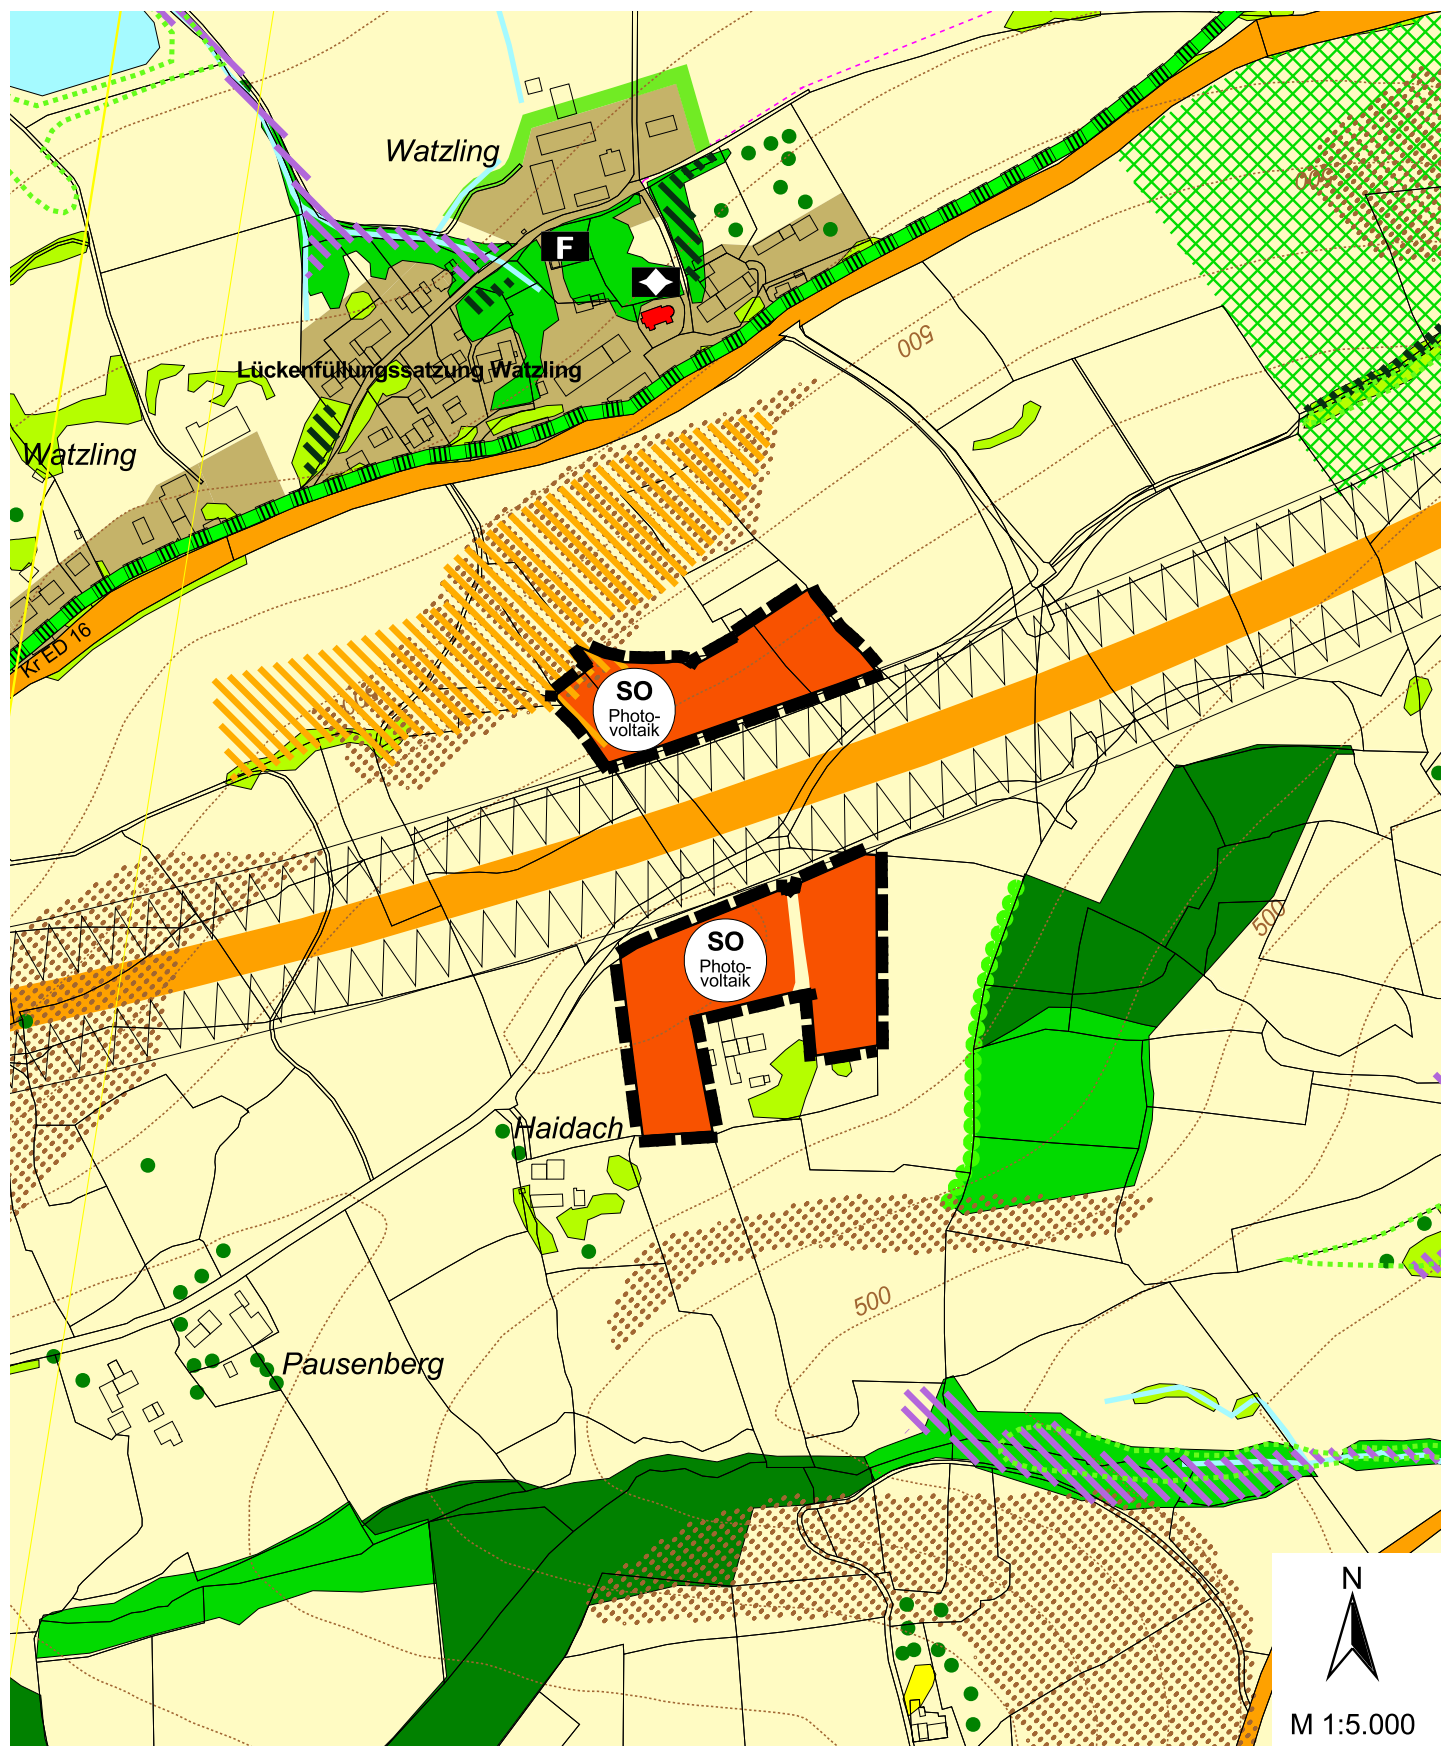 Watzling
500
F
500
Lückenfüllungssatzung Watzling
Watzling
Kr ED 16
SO
Photo-
voltaik
500
SO
Photo-
voltaik
Haidach
500
Pausenberg
N
M 1:5.000